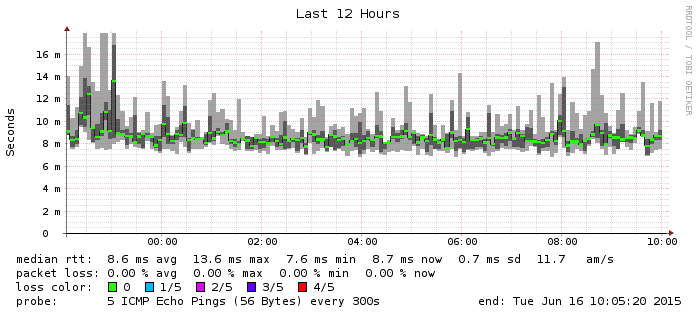 Last 12 Hours
RRDTOOL / TOBI OETIKER
Seconds
16 m
14 m
12 m
10 m
8 m
6 m
4 m
2 m
0
00:00 02:00 04:00 06:00 08:00 10:00
median rtt: 8.6 ms avg 13.6 ms max 7.6 ms min 8.7 ms now 0.7 ms sd 11.7 am/s
packet loss: 0.00 % avg 0.00 % max 0.00 % min 0.00 % now
loss color: 0 1/5 2/5 3/5 4/5
probe: 5 ICMP Echo Pings (56 Bytes) every 300s end: Tue Jun 16 10:05:20 2015